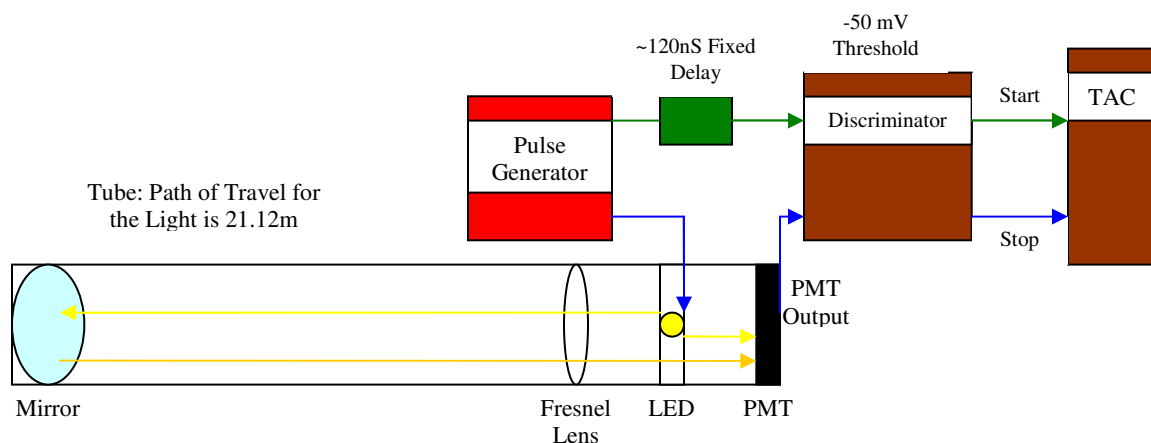 -50 mV
Threshold
~120nS Fixed
Delay
Start
TAC
Discriminator
Pulse
Generator
Tube: Path of Travel for
the Light is 21.12m
Stop
PMT
Output
Mirror
Fresnel
Lens
LED
PMT